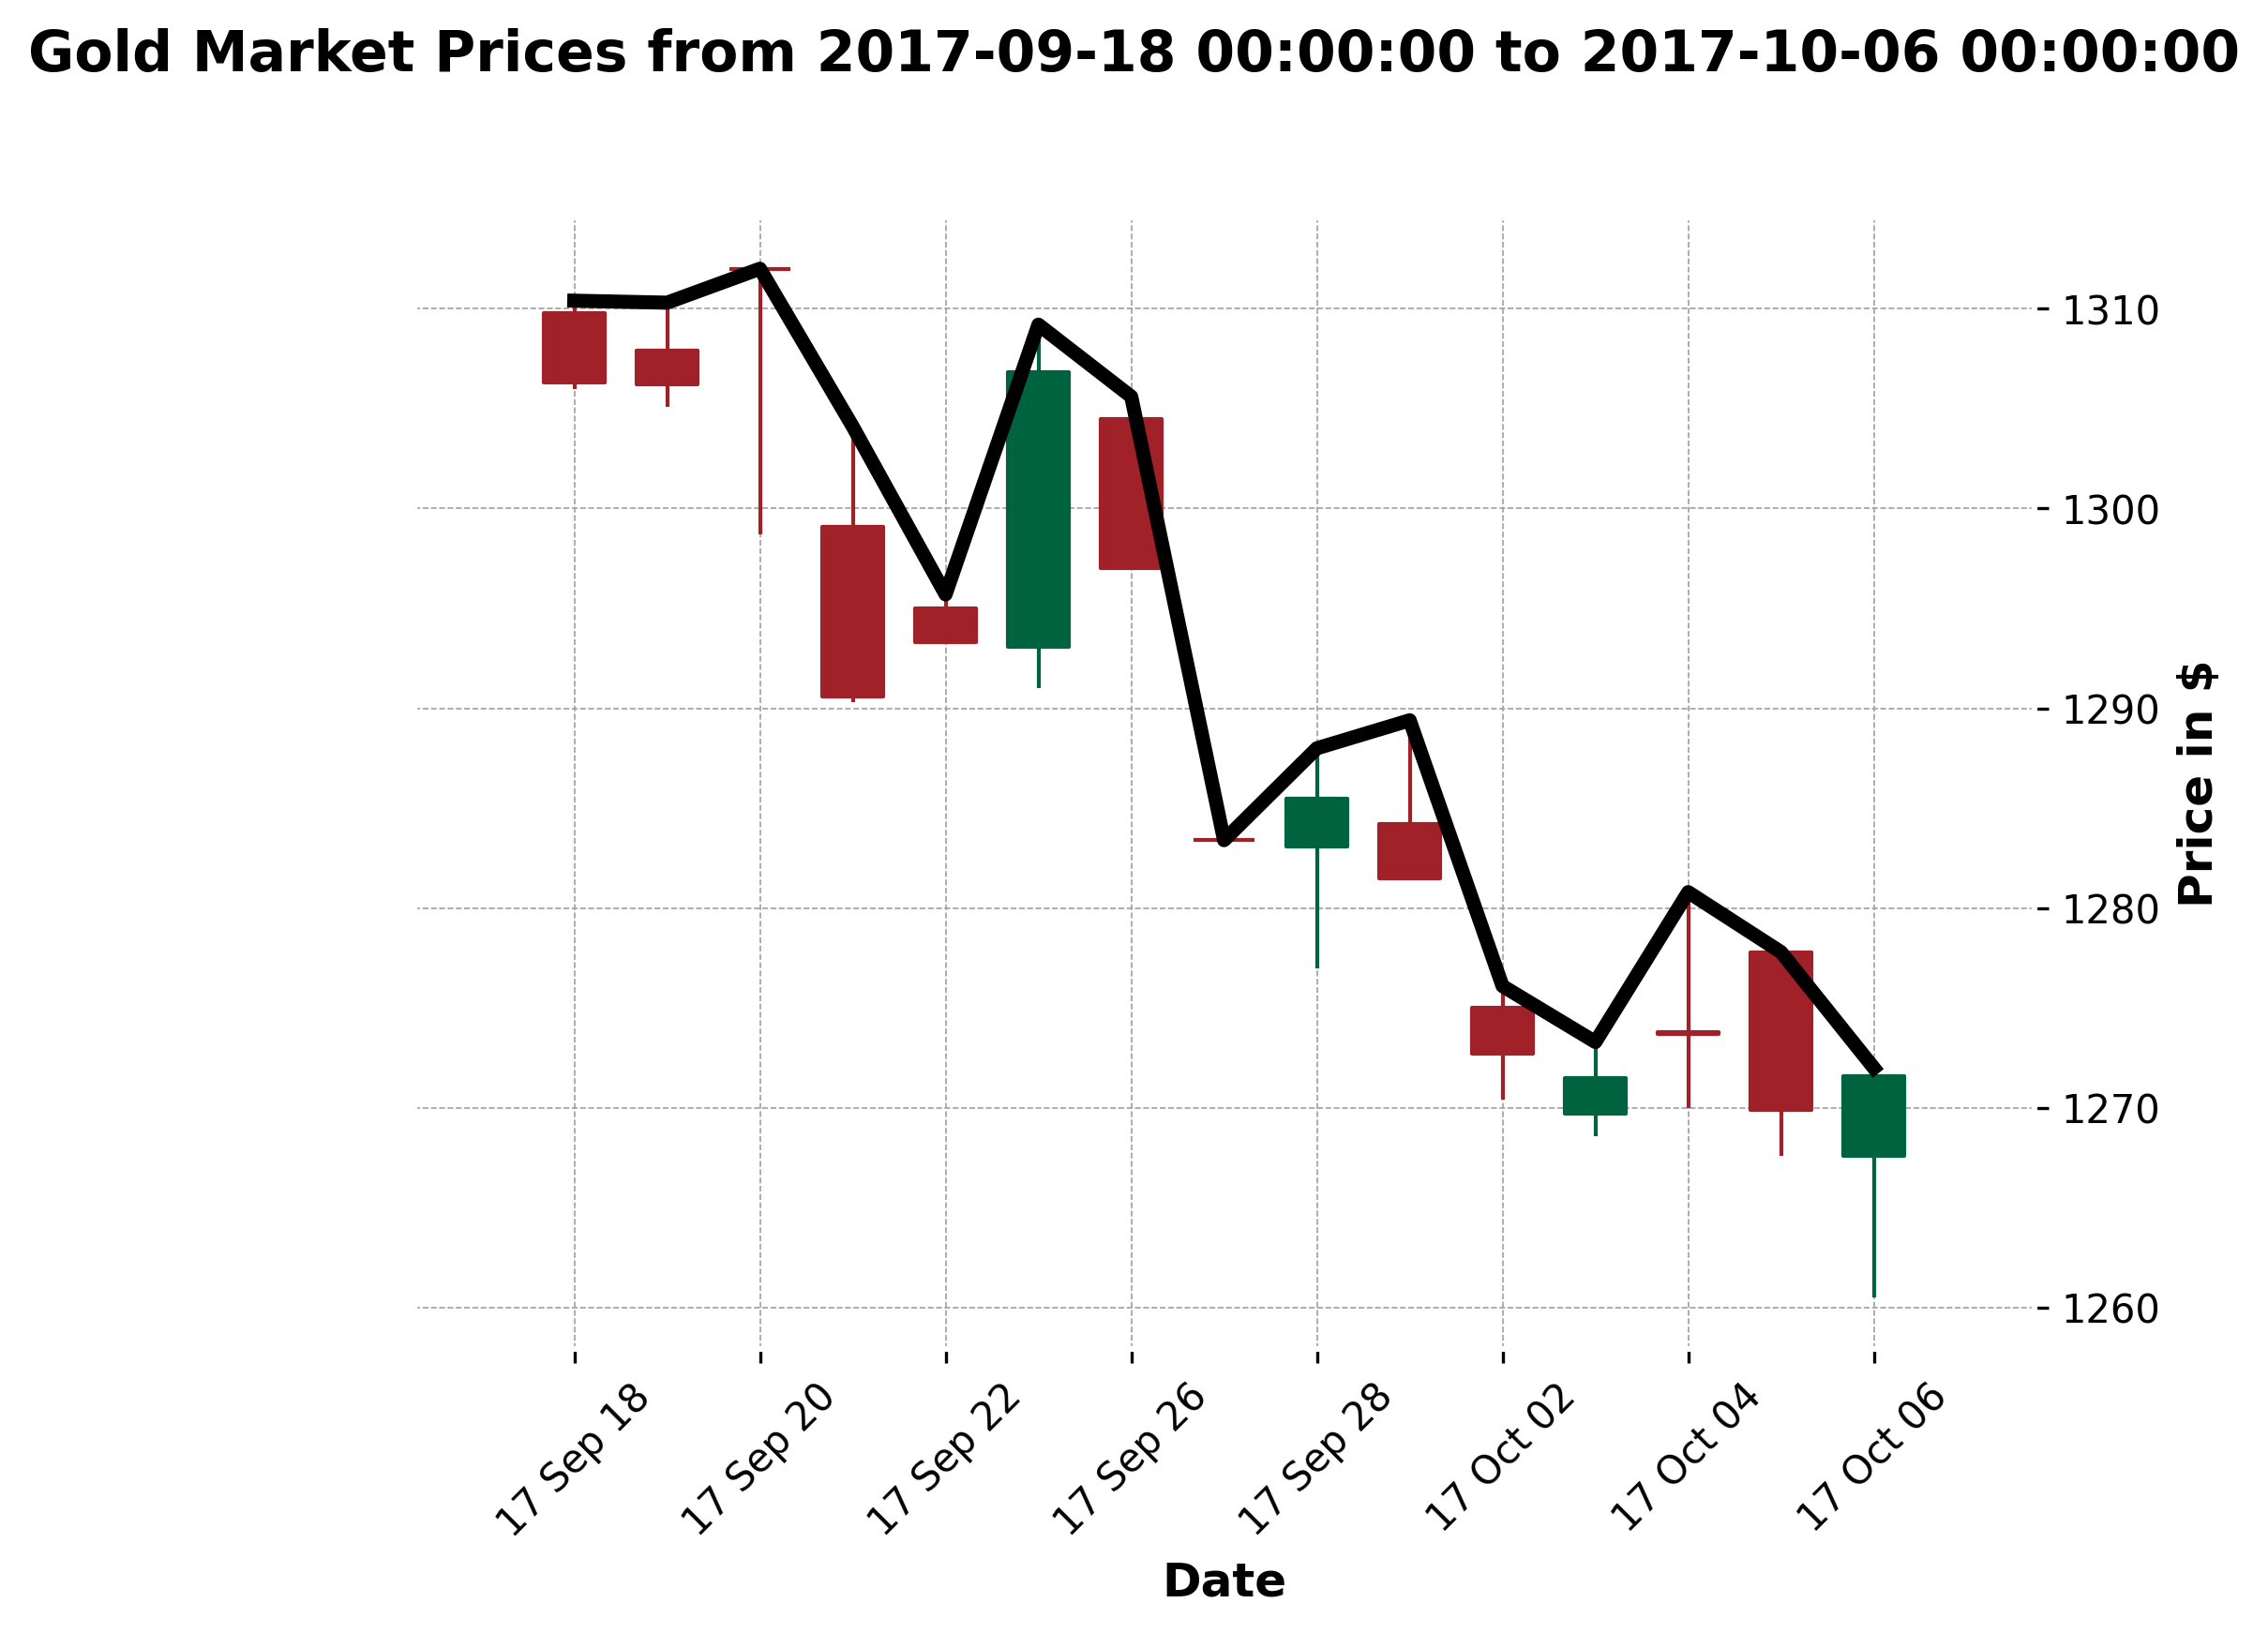 Gold Market Prices from 2017-09-18 00:00:00 to 2017-10-06 00:00:00
1310
1300
1290
1280
1270
1260
Price in $
17 Sep 18
17 Sep 20
17 Sep 22
17 Sep 26
17 Sep 28
17 Oct 02
17 Oct 04
17 Oct 06
Date